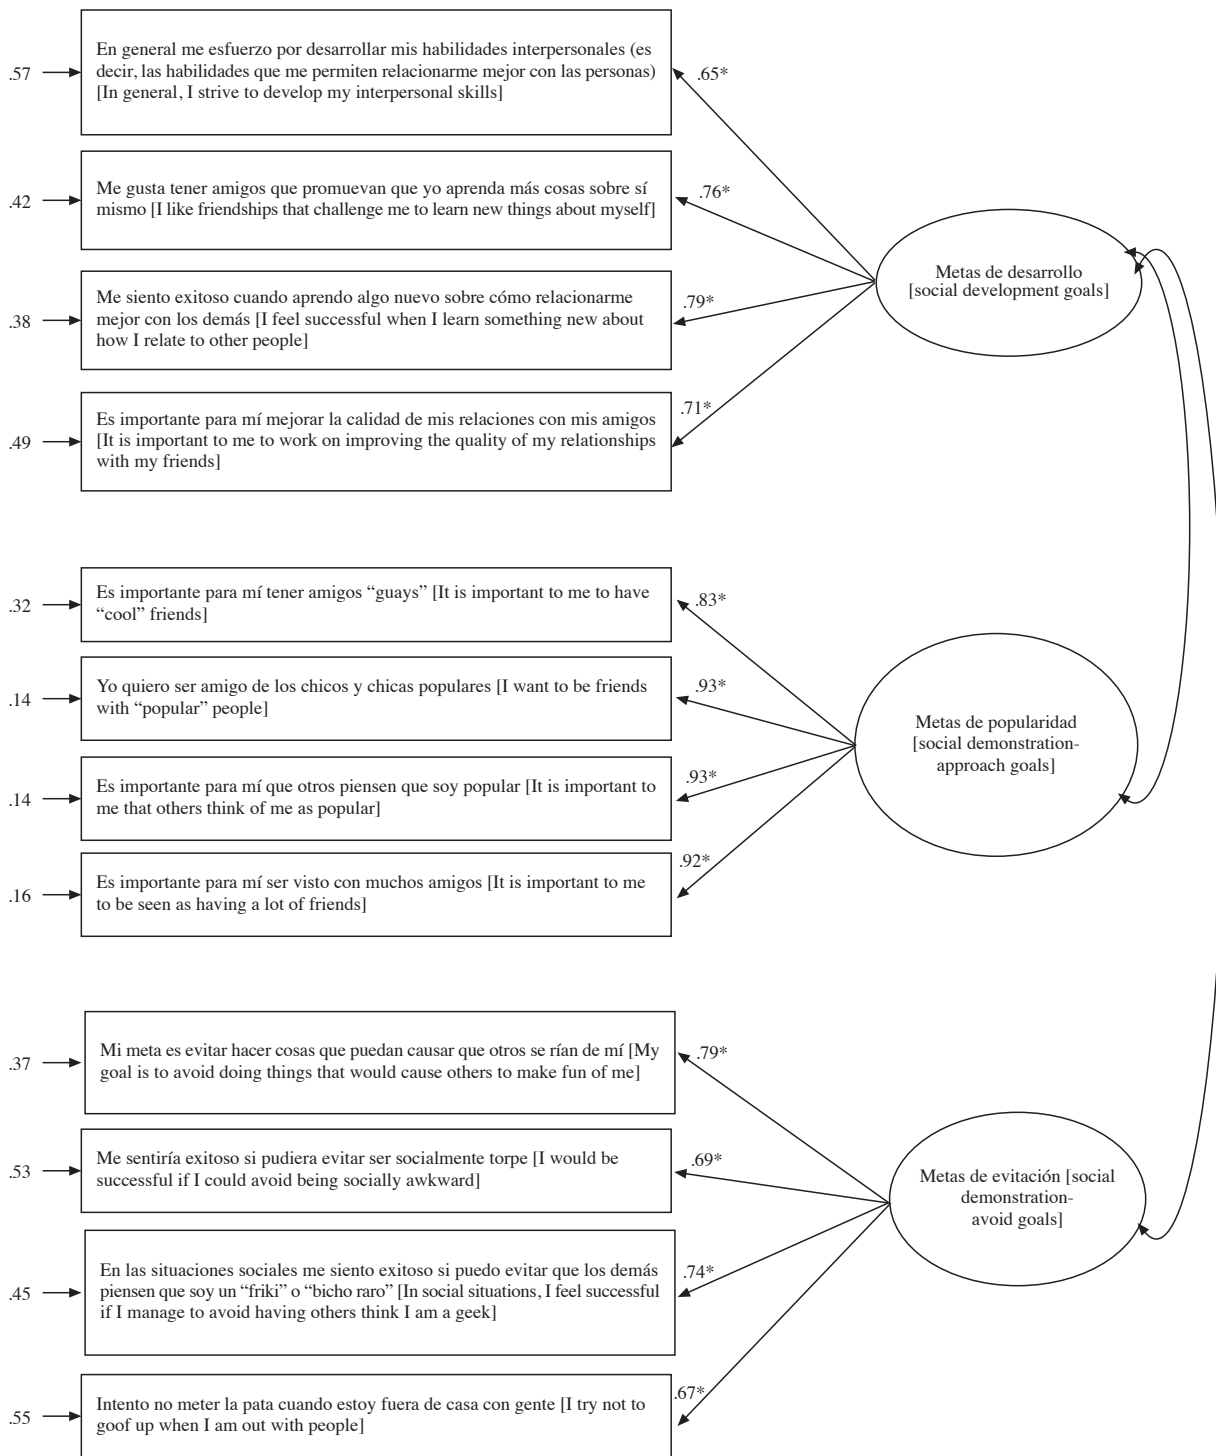 .57
En general me esfuerzo por desarrollar mis habilidades interpersonales (es
decir, las habilidades que me permiten relacionarme mejor con las personas)
[In general, I strive to develop my interpersonal skills]
.65*
.42
Me gusta tener amigos que promuevan que yo aprenda más cosas sobre sí
mismo [I like friendships that challenge me to learn new things about myself]
.76*
.38
Me siento exitoso cuando aprendo algo nuevo sobre cómo relacionarme
mejor con los demás [I feel successful when I learn something new about
how I relate to other people]
.79*
.49
Es importante para mí mejorar la calidad de mis relaciones con mis amigos
[It is important to me to work on improving the quality of my relationships
with my friends]
.71*
Metas de desarrollo
[social development goals]
.32
Es importante para mí tener amigos “guays” [It is important to me to have
“cool” friends]
.83*
.14
Yo quiero ser amigo de los chicos y chicas populares [I want to be friends
with “popular” people]
.93*
.14
Es importante para mí que otros piensen que soy popular [It is important to
me that others think of me as popular]
.93*
.16
Es importante para mí ser visto con muchos amigos [It is important to me
to be seen as having a lot of friends]
.92*
Metas de popularidad
[social demonstration-
approach goals]
.37
Mi meta es evitar hacer cosas que puedan causar que otros se rían de mí [My
goal is to avoid doing things that would cause others to make fun of me]
.79*
.53
Me sentiría exitoso si pudiera evitar ser socialmente torpe [I would be
successful if I could avoid being socially awkward]
.69*
.45
En las situaciones sociales me siento exitoso si puedo evitar que los demás
piensen que soy un “friki” o “bicho raro” [In social situations, I feel successful
if I manage to avoid having others think I am a geek]
.74*
.55
Intento no meter la pata cuando estoy fuera de casa con gente [I try not to
goof up when I am out with people]
.67*
Metas de evitación [social
demonstration-
avoid goals]